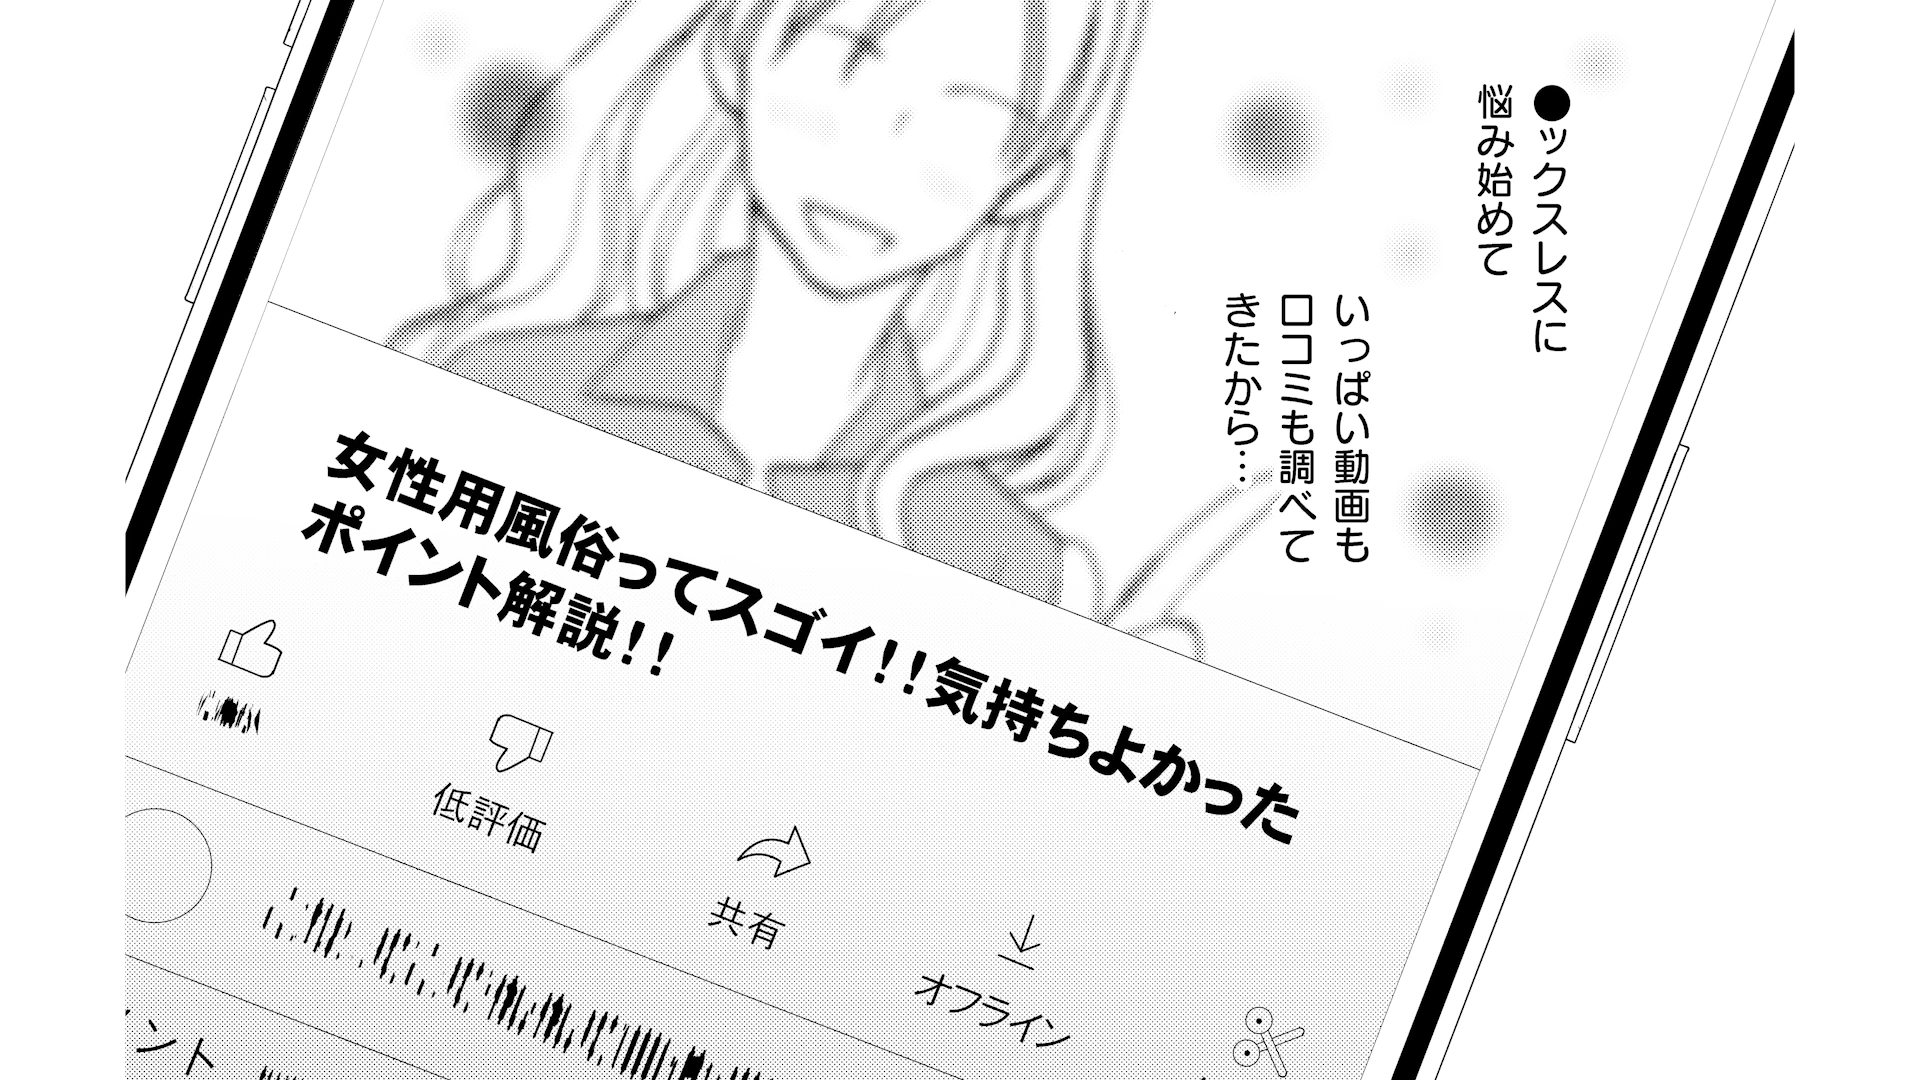 ●ックスレスに
悩み始めて
いっぱい動画も
口コミも調べて
きたから…
女性用風俗ってスゴイ!!気持ちよかった
ポイント解説!!
低評価
共有
オフライン
ント